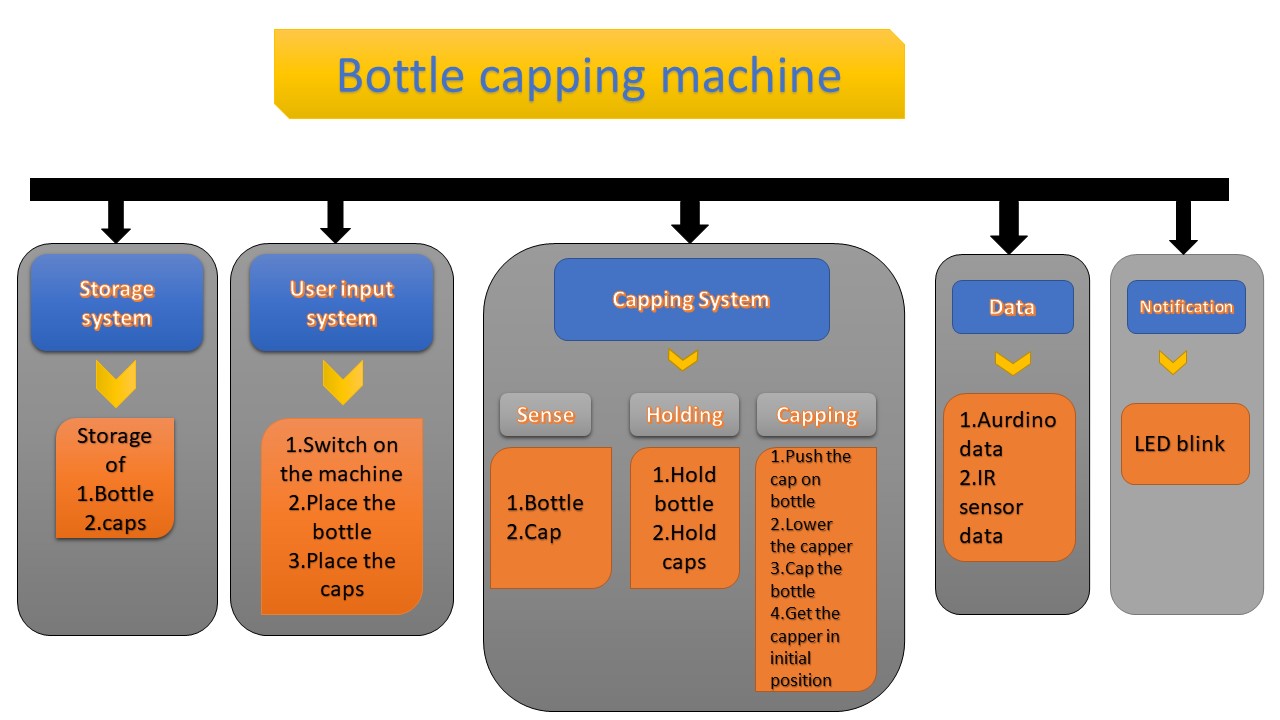 Bottle capping machine
Storage
system
Storage
of
1.Bottle
2.caps
User input
system
1.Switch on
the machine
2.Place the
bottle
3.Place the
caps
Capping System
Sense
1.Bottle
2.Cap
Holding
1.Hold
bottle
2.Hold
caps
Capping
1.Push the
cap on
bottle
2.Lower
the capper
3.Cap the
bottle
4.Get the
capper in
initial
position
Data
1.Aurdino
data
2.IR
sensor
data
Notification
LED blink